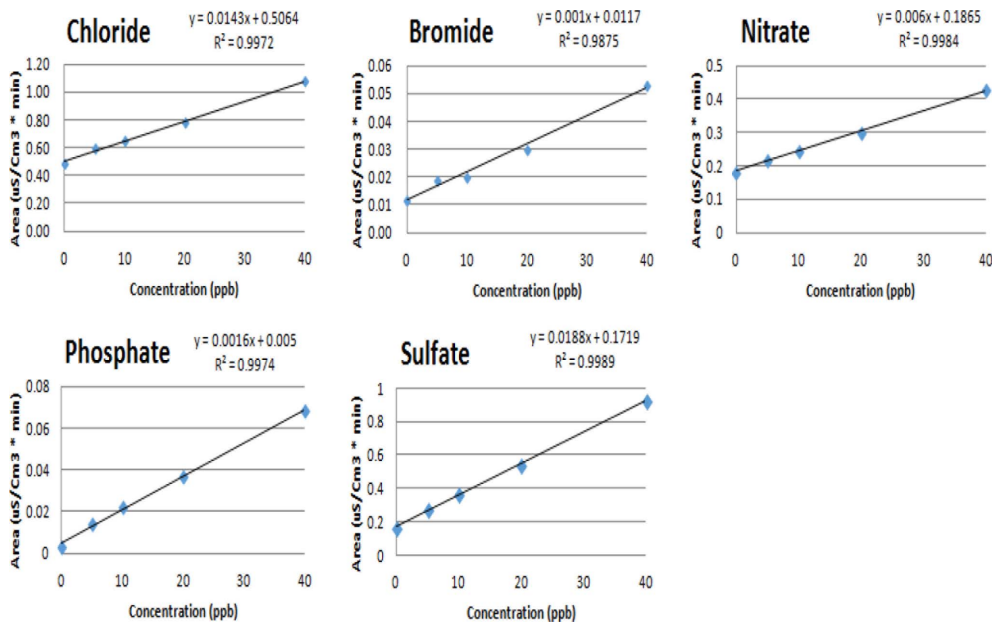 Chloride
y = 0.0143x + 0.5064
R² = 0.9972
Area (uS/Cm3 * min)
1.20
1.00
0.80
0.60
0.40
0.20
0.00
0 10 20 30 40
Concentration (ppb)
Bromide
y = 0.001x + 0.0117
R² = 0.9875
Area (uS/Cm3 * min)
0.06
0.05
0.04
0.03
0.02
0.01
0.00
0 10 20 30 40
Concentration (ppb)
Nitrate
y = 0.006x + 0.1865
R² = 0.9984
Area (uS/Cm3 * min)
0.5
0.4
0.3
0.2
0.1
0
0 10 20 30 40
Concentration (ppb)
Phosphate
y = 0.0016x + 0.005
R² = 0.9974
Area (uS/Cm3 * min)
0.08
0.06
0.04
0.02
0
0 10 20 30 40
Concentration (ppb)
Sulfate
y = 0.0188x + 0.1719
R² = 0.9989
Area (uS/Cm3 * min)
1
0.8
0.6
0.4
0.2
0
0 10 20 30 40
Concentration (ppb)